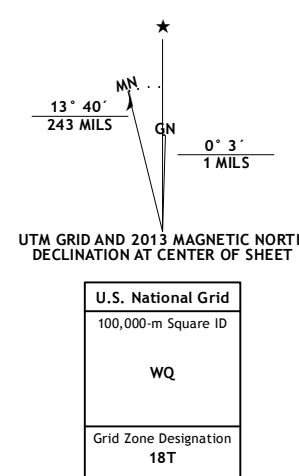 ★
MN
13° 40´
243 MILS
GN
0° 3´
1 MILS
UTM GRID AND 2013 MAGNETIC NORTH
DECLINATION AT CENTER OF SHEET
U.S. National Grid
100,000-m Square ID
WQ
Grid Zone Designation
18T